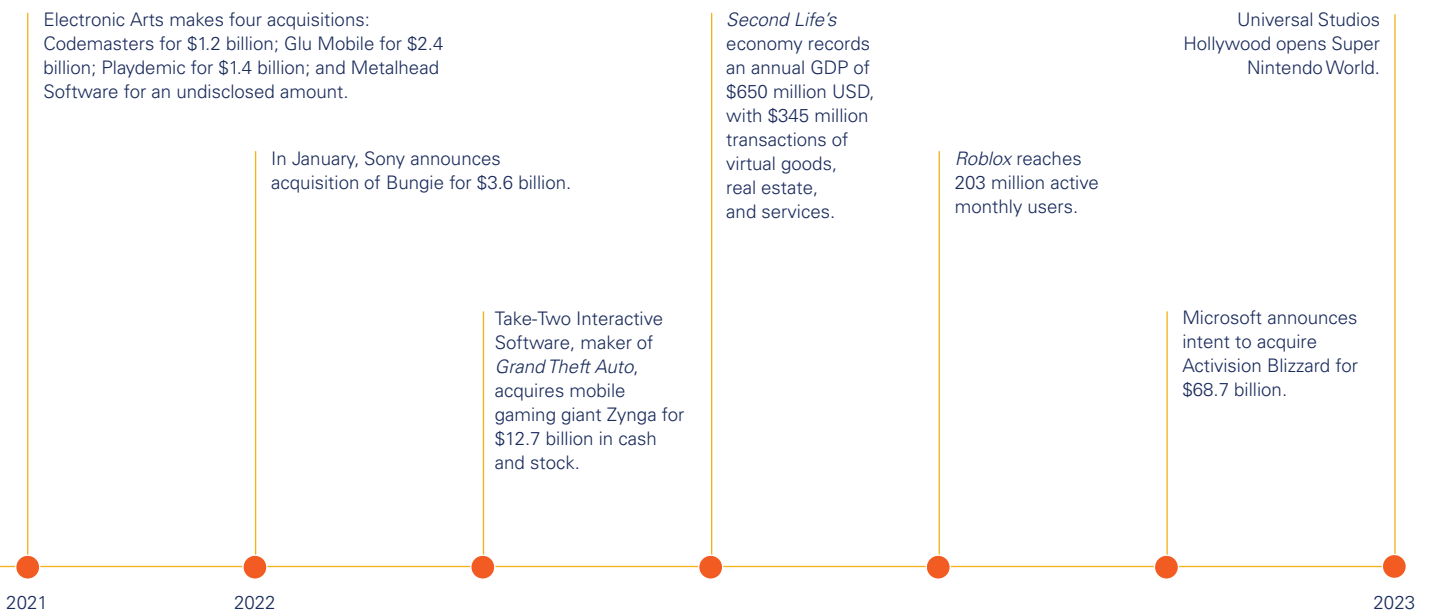 Electronic Arts makes four acquisitions:
Codemasters for $1.2 billion; Glu Mobile for $2.4
billion; Playdemic for $1.4 billion; and Metalhead
Software for an undisclosed amount.
In January, Sony announces
acquisition of Bungie for $3.6 billion.
Take-Two Interactive
Software, maker of
Grand Theft Auto,
acquires mobile
gaming giant Zynga for
$12.7 billion in cash
and stock.
Second Life's
economy records
an annual GDP of
$650 million USD,
with $345 million
transactions of
virtual goods,
real estate,
and services.
Roblox reaches
203 million active
monthly users.
Microsoft announces
intent to acquire
Activision Blizzard for
$68.7 billion.
Universal Studios
Hollywood opens Super
Nintendo World.
2021
2022
2023